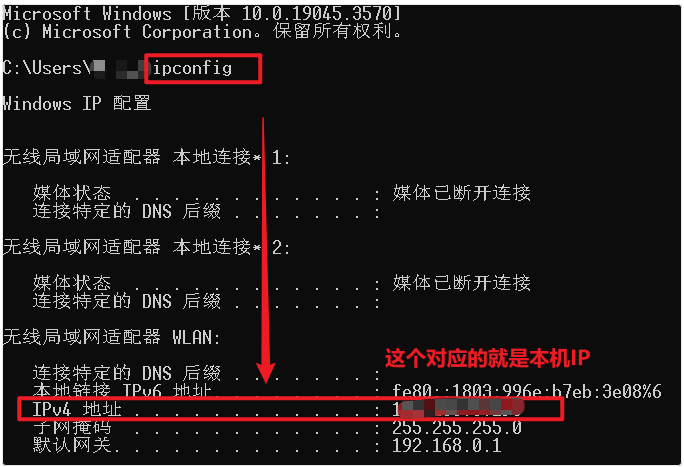 Microsoft Windows [版本 10.0.19045.3570]
(c) Microsoft Corporation。保留所有权利。
C:\Users\ ipconfig
Windows IP 配置
无线局域网适配器 本地连接* 1:
媒体状态 . . . . . . . . . . . . : 媒体已断开连接
连接特定的 DNS 后缀 . . . . . . . :
无线局域网适配器 本地连接* 2:
媒体状态 . . . . . . . . . . . . : 媒体已断开连接
连接特定的 DNS 后缀 . . . . . . . :
无线局域网适配器 WLAN:
这个对应的就是本机IP
连接特定的 DNS 后缀 . . . . . . . :
本地链接 IPv6 地址. . . . . . . . : fe80::1803:996e:b7eb:3e08%6
IPv4 地址 . . . . . . . . . . . . : 1
子网掩码 . . . . . . . . . . . . : 255.255.255.0
默认网关. . . . . . . . . . . . . : 192.168.0.1